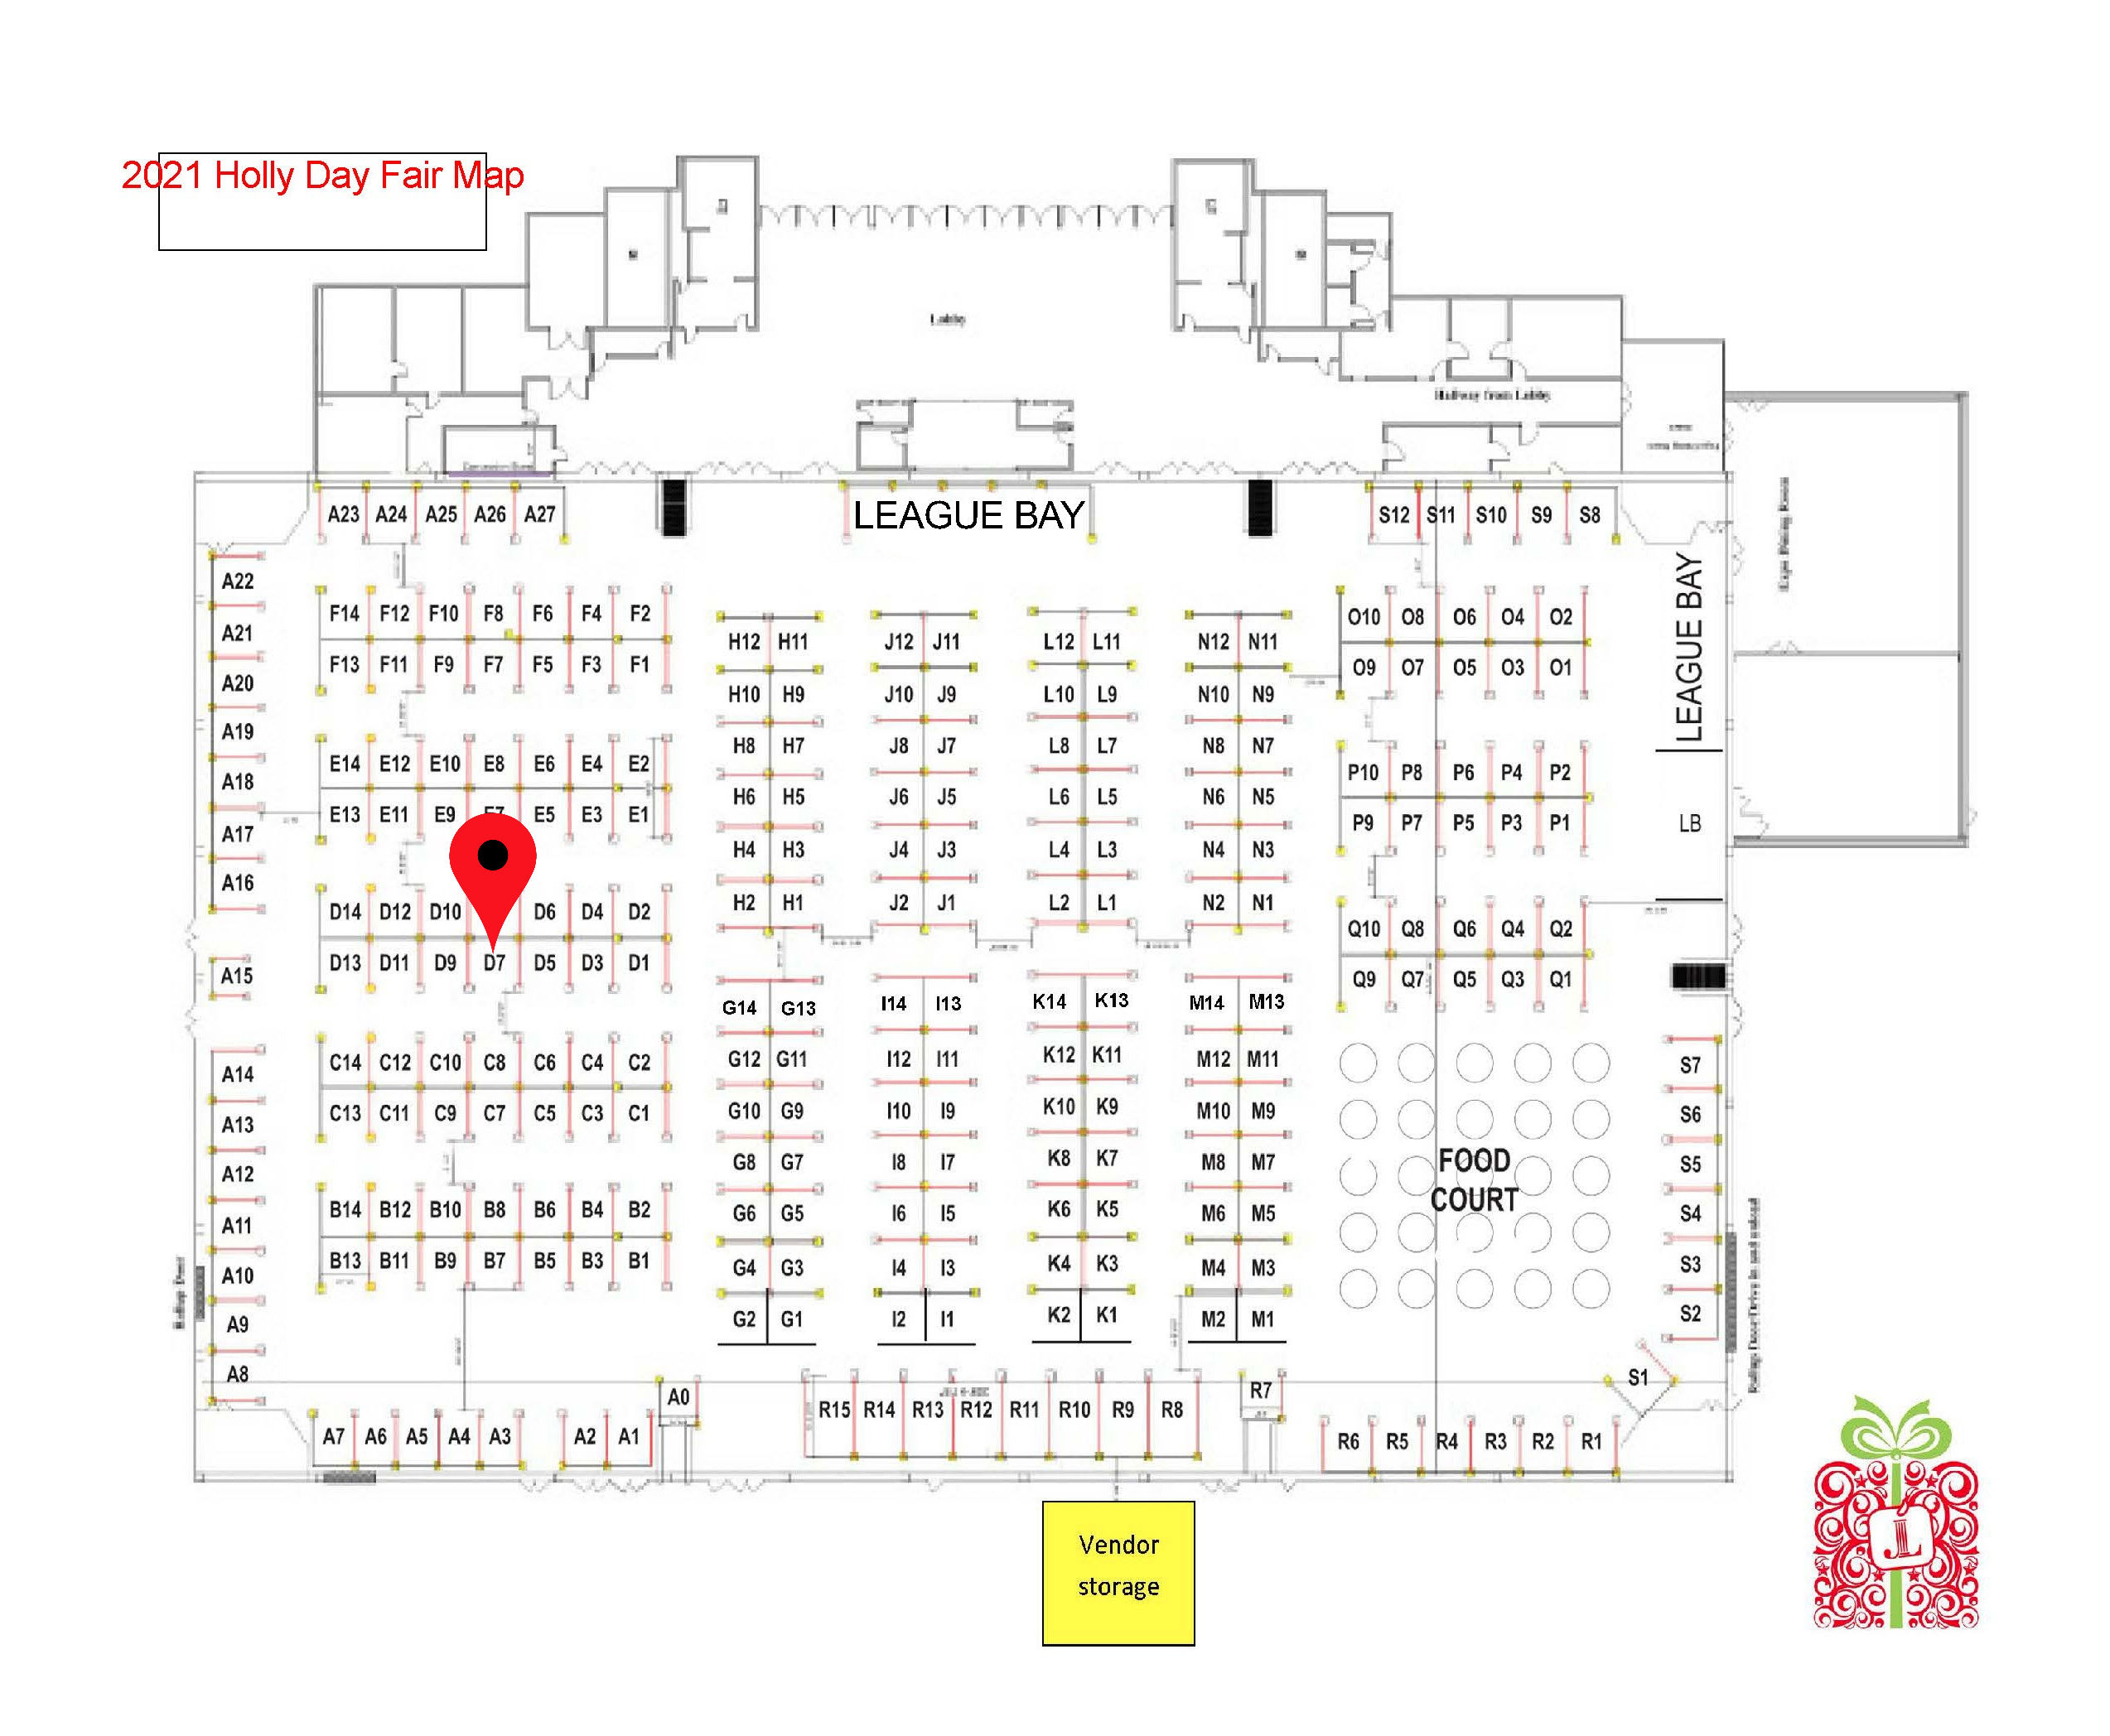 2021 Holly Day Fair Map
Lobby
Hallway from Lobby
LEAGUE BAY
A23 A24 A25 A26 A27
S12 S11 S10 S9 S8
A22
A21
A20
A19
A18
A17
A16
A15
A14
A13
A12
A11
A10
A9
A8
F14 F12 F10 F8 F6 F4 F2
F13 F11 F9 F7 F5 F3 F1
E14 E12 E10 E8 E6 E4 E2
E13 E11 E9 E7 E5 E3 E1
D14 D12 D10 D6 D4 D2
D13 D11 D9 D7 D5 D3 D1
C14 C12 C10 C8 C6 C4 C2
C13 C11 C9 C7 C5 C3 C1
B14 B12 B10 B8 B6 B4 B2
B13 B11 B9 B7 B5 B3 B1
H12 H11 J12 J11 L12 L11 N12 N11
H10 H9 J10 J9 L10 L9 N10 N9
H8 H7 J8 J7 L8 L7 N8 N7
H6 H5 J6 J5 L6 L5 N6 N5
H4 H3 J4 J3 L4 L3 N4 N3
H2 H1 J2 J1 L2 L1 N2 N1
G14 G13 I14 I13 K14 K13 M14 M13
G12 G11 I12 I11 K12 K11 M12 M11
G10 G9 I10 I9 K10 K9 M10 M9
G8 G7 I8 I7 K8 K7 M8 M7
G6 G5 I6 I5 K6 K5 M6 M5
G4 G3 I4 I3 K4 K3 M4 M3
G2 G1 I2 I1 K2 K1 M2 M1
O10 O8 O6 O4 O2
O9 O7 O5 O3 O1
P10 P8 P6 P4 P2
P9 P7 P5 P3 P1
Q10 Q8 Q6 Q4 Q2
Q9 Q7 Q5 Q3 Q1
LEAGUE BAY
LB
FOOD
COURT
S7
S6
S5
S4
S3
S2
S1
A7 A6 A5 A4 A3 A2 A1
A0
R15 R14 R13 R12 R11 R10 R9 R8
R7
R6 R5 R4 R3 R2 R1
Vendor
storage
JL